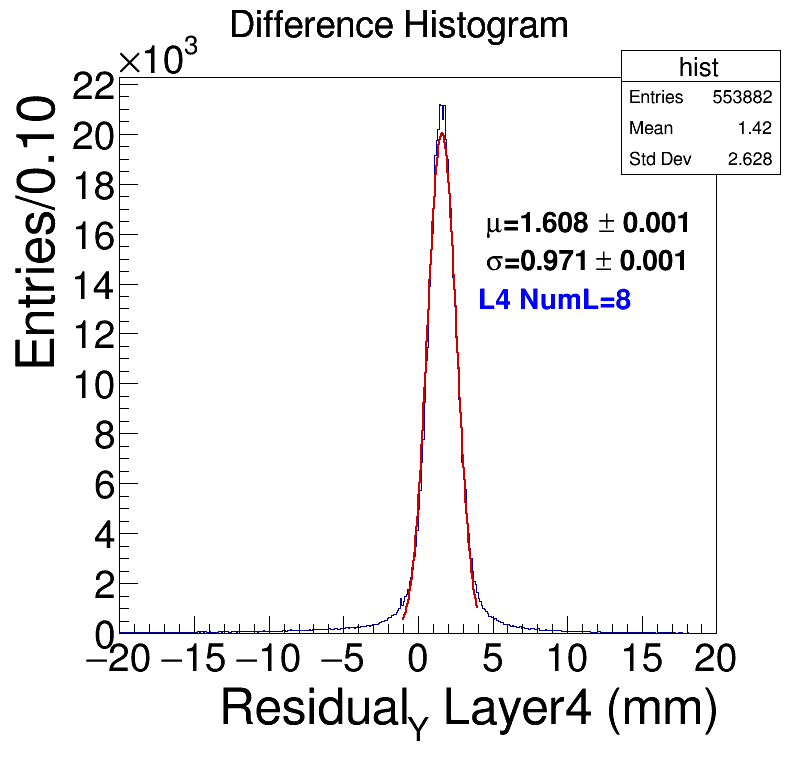 Difference Histogram
×10³
hist
Entries 553882
Mean 1.42
Std Dev 2.628
μ=1.608 ± 0.001
σ=0.971 ± 0.001
L4 NumL=8
Entries/0.10
22
20
18
16
14
12
10
8
6
4
2
0
−20 −15 −10 −5 0 5 10 15 20
Residual_Y Layer4 (mm)